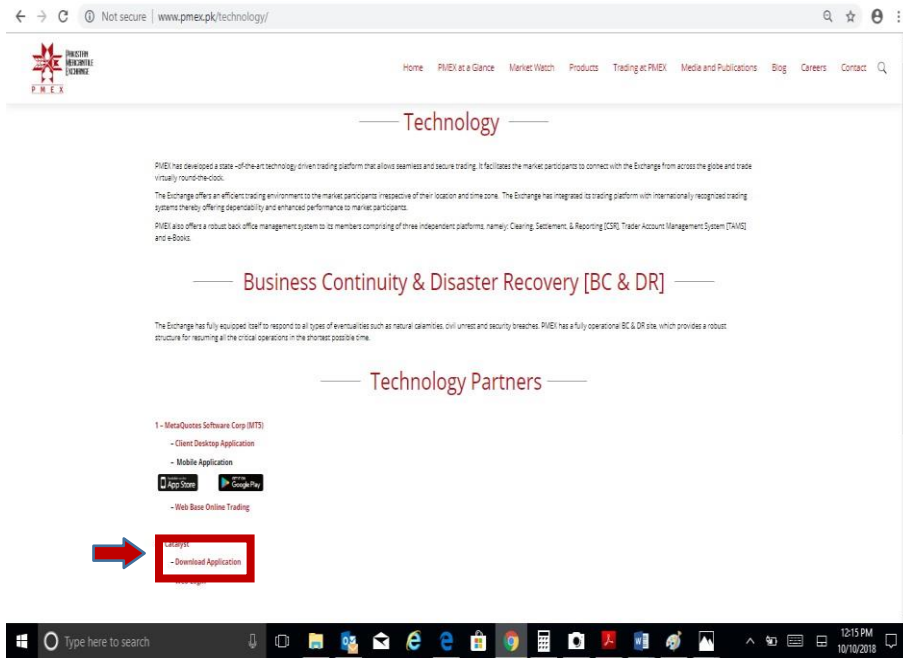 Not secure | www.pmex.pk/technology/
PAKISTAN
MERCANTILE
EXCHANGE
PMEX
Home PMEX at a Glance Market Watch Products Trading at PMEX Media and Publications Blog Careers Contact
Technology
PMEX has developed a state –of-the-art technology driven trading platform that allows seamless and secure trading. It facilitates the market participants to connect with the Exchange from across the globe and trade
virtually round-the-clock.
The Exchange offers an efficient trading environment to the market participants irrespective of their location and time zone. The Exchange has integrated its trading platform with internationally recognized trading
systems thereby offering dependability and enhanced performance to market participants.
PMEX also offers a robust back office management system to its members comprising of three independent platforms, namely: Clearing, Settlement, & Reporting [CSR], Trader Account Management System [TAMS]
and e-Books.
Business Continuity & Disaster Recovery [BC & DR]
The Exchange has fully equipped itself to respond to all types of eventualities such as natural calamities, civil unrest and security breaches. PMEX has a fully operational BC & DR site, which provides a robust
structure for resuming all the critical operations in the shortest possible time.
Technology Partners
1 – MetaQuotes Software Corp (MT5)
– Client Desktop Application
– Mobile Application
App Store Google Play
– Web Base Online Trading
Catalyst
– Download Application
Type here to search
12:15 PM
10/10/2018